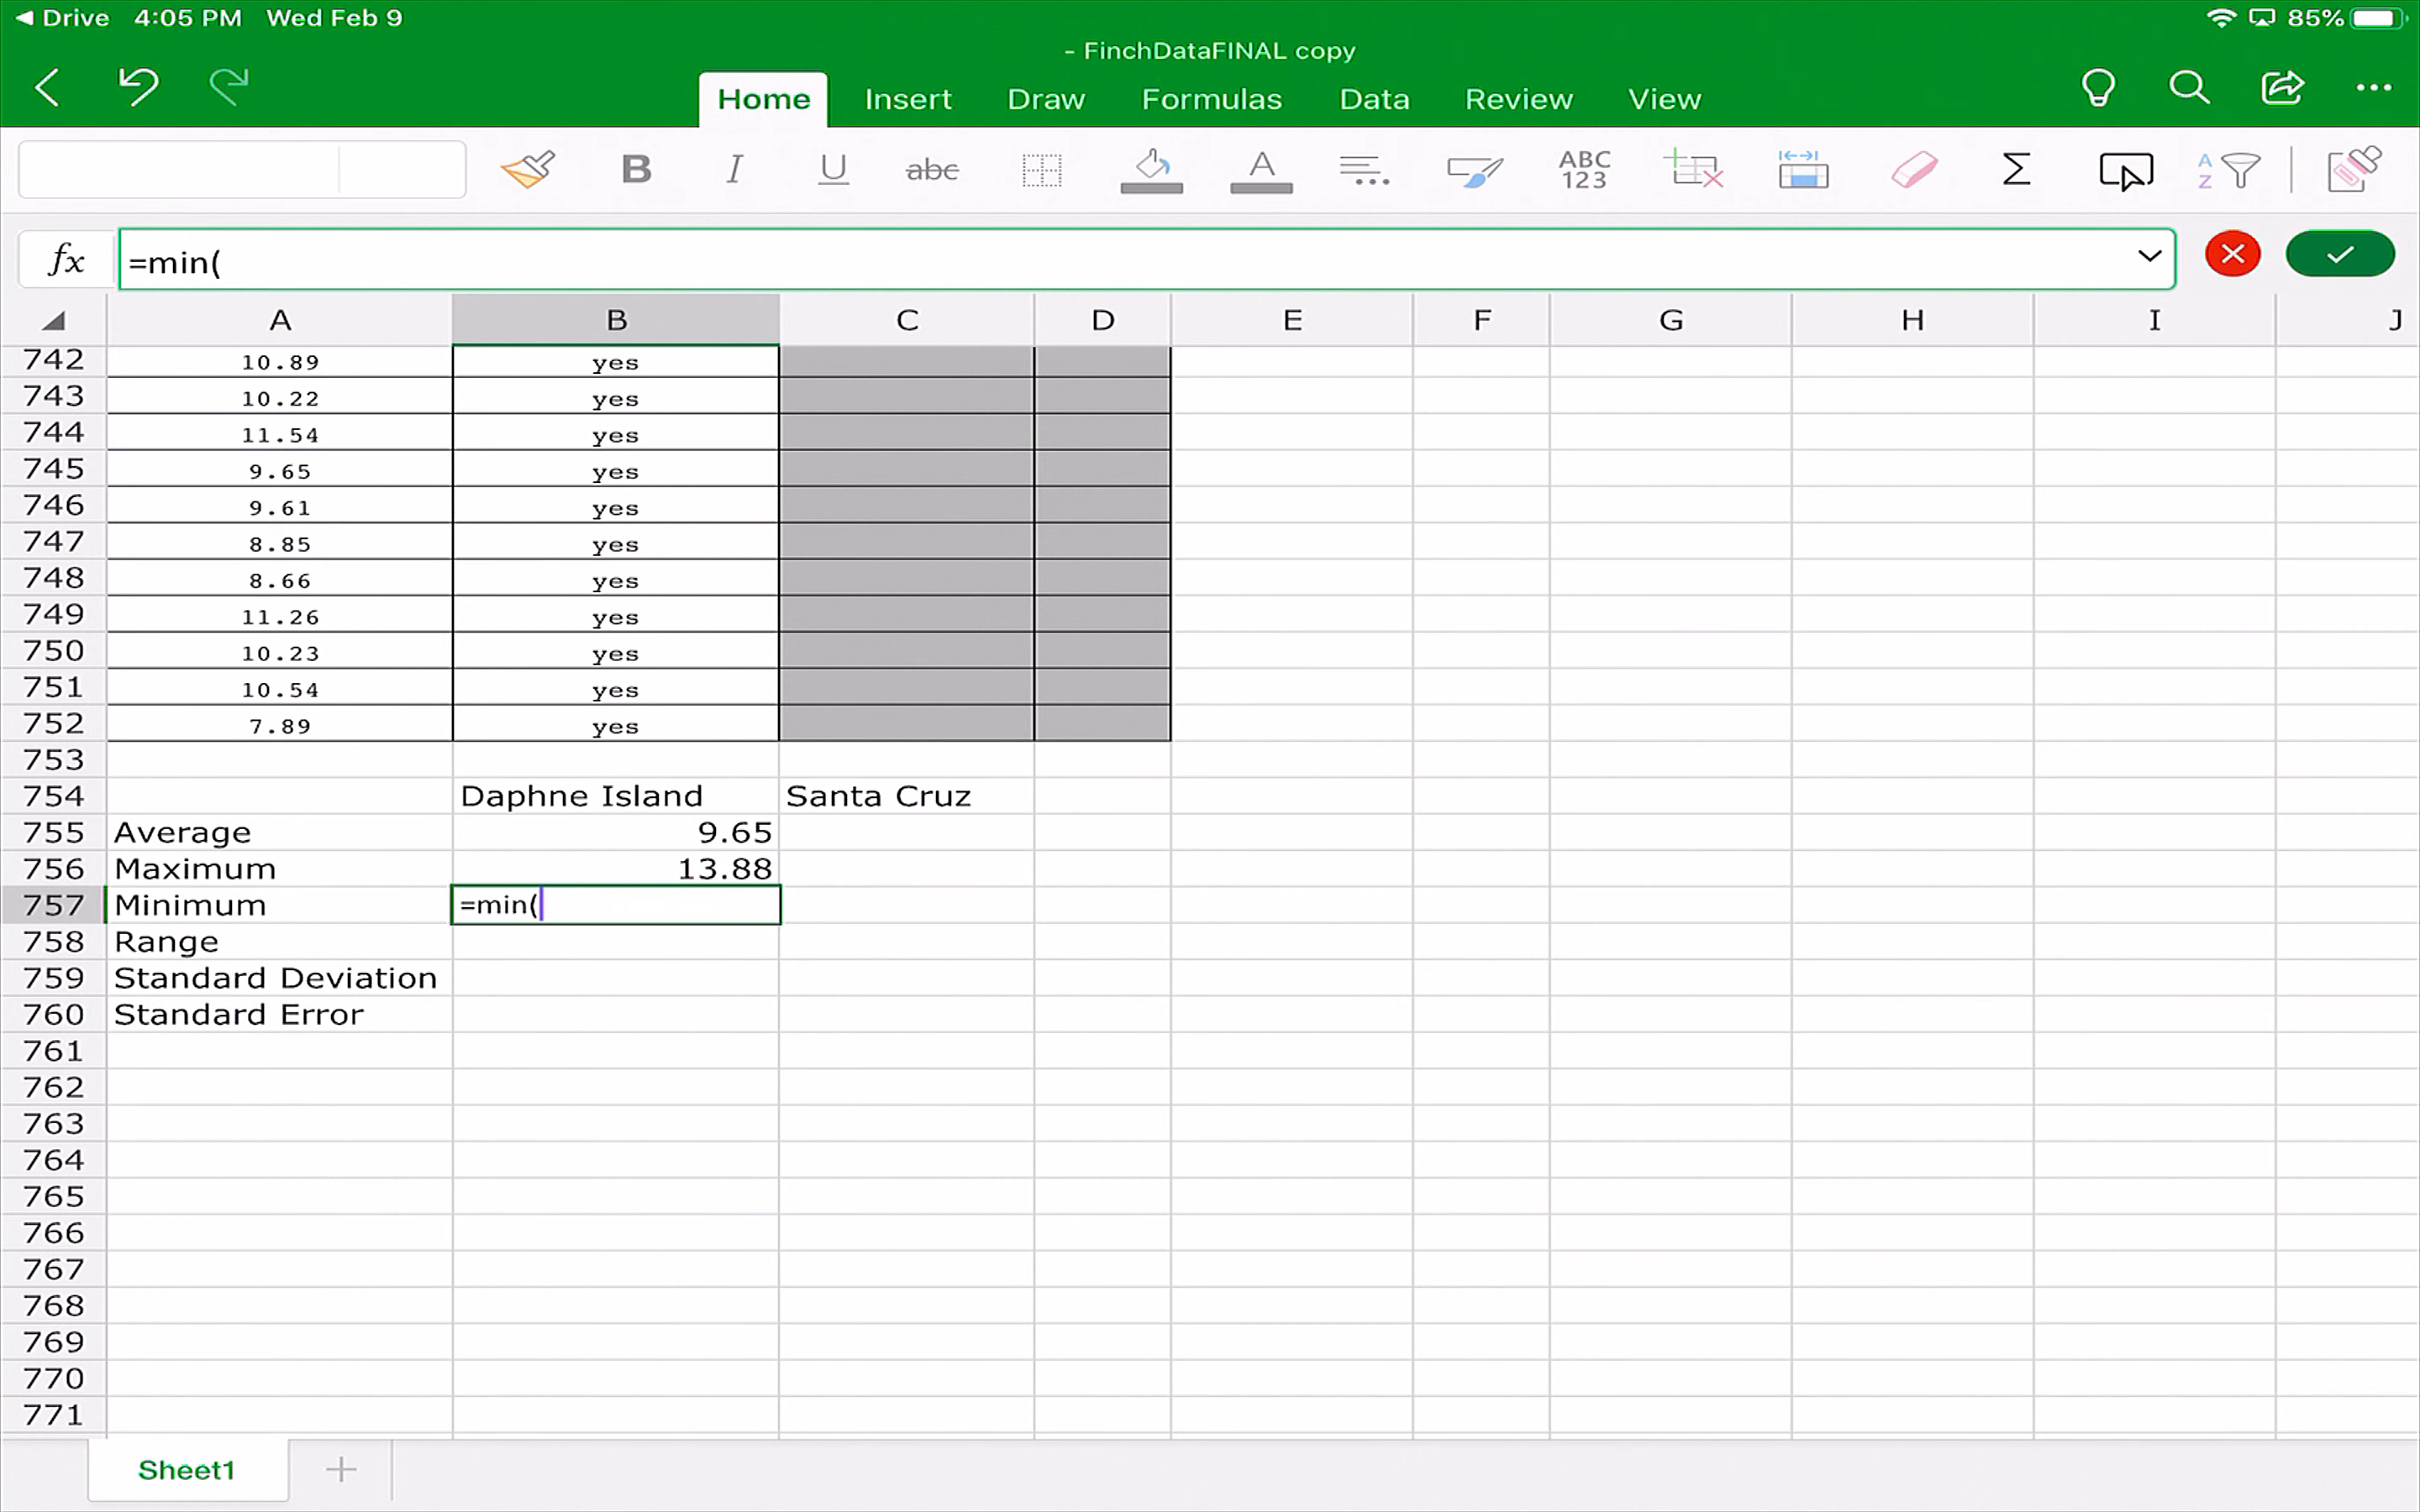 ◀ Drive 4:05 PM Wed Feb 9 85%
- FinchDataFINAL copy
Home Insert Draw Formulas Data Review View
B I U abc A ABC 123 Σ A Z
fx =min(
A B C D E F G H I J
742 10.89 yes
743 10.22 yes
744 11.54 yes
745 9.65 yes
746 9.61 yes
747 8.85 yes
748 8.66 yes
749 11.26 yes
750 10.23 yes
751 10.54 yes
752 7.89 yes
753
754 Daphne Island Santa Cruz
755 Average 9.65
756 Maximum 13.88
757 Minimum =min(
758 Range
759 Standard Deviation
760 Standard Error
761
762
763
764
765
766
767
768
769
770
771
Sheet1 +